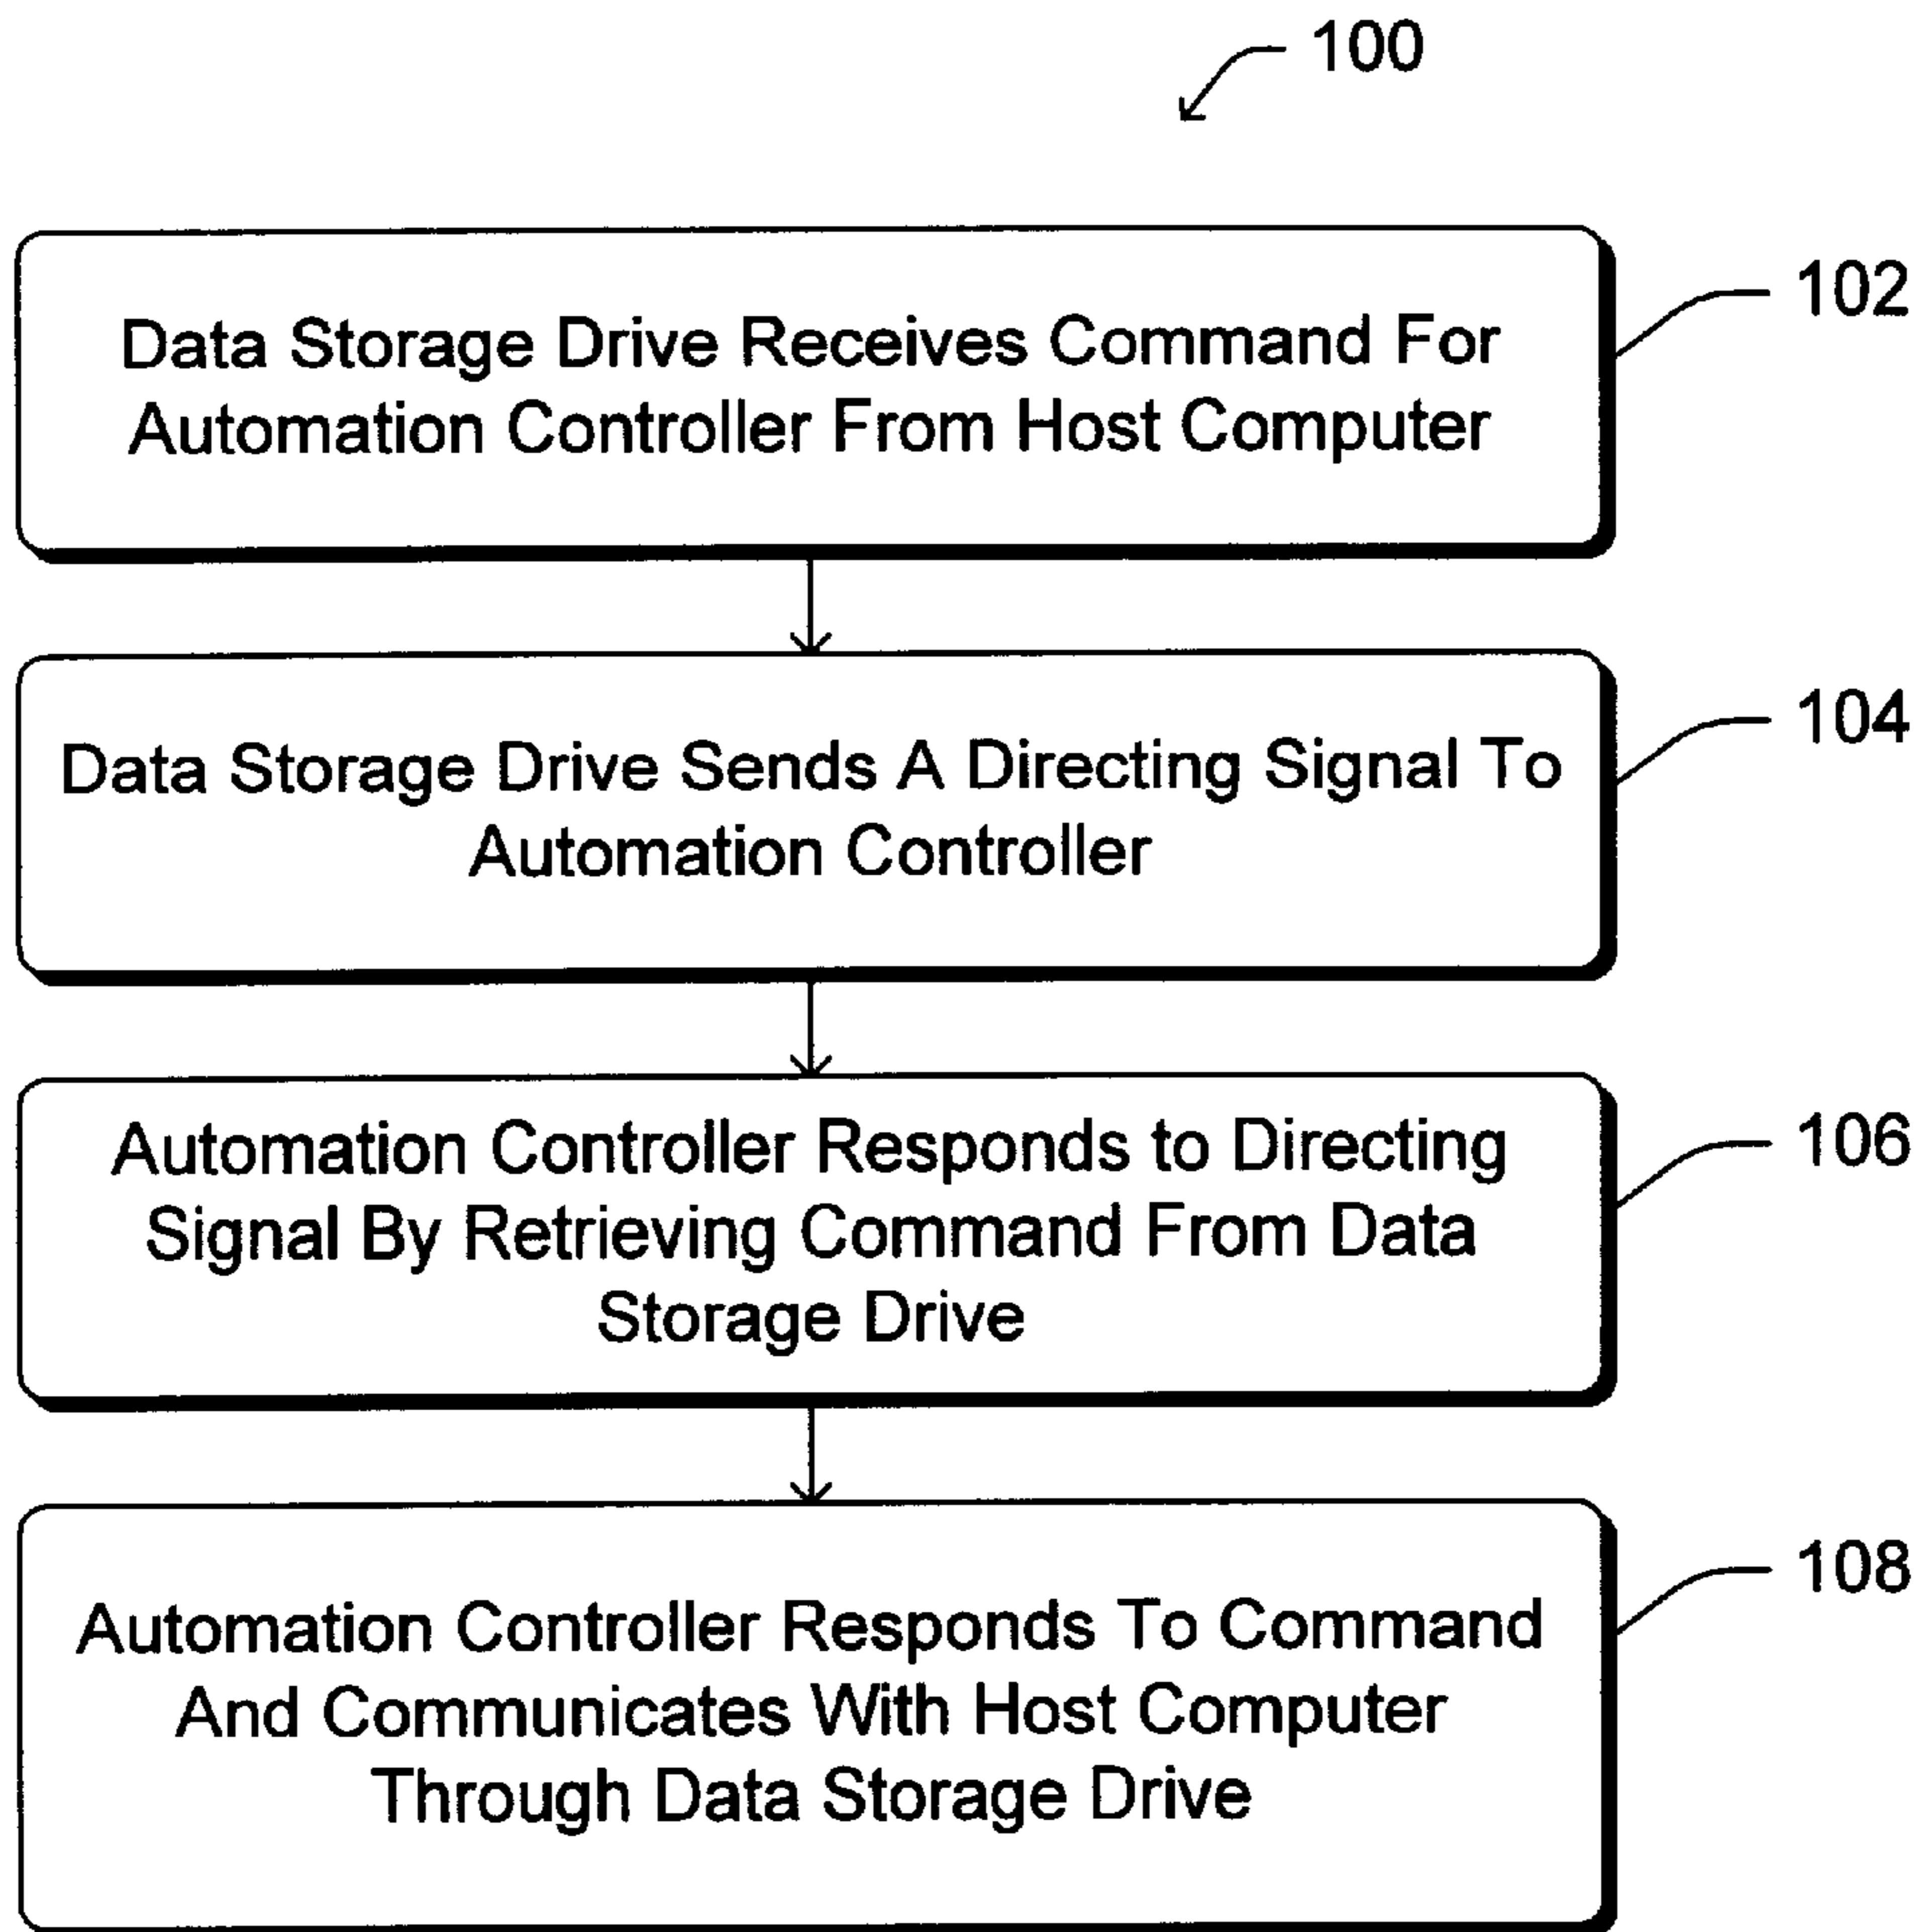 100
Data Storage Drive Receives Command For
Automation Controller From Host Computer
102
Data Storage Drive Sends A Directing Signal To
Automation Controller
104
Automation Controller Responds to Directing
Signal By Retrieving Command From Data
Storage Drive
106
Automation Controller Responds To Command
And Communicates With Host Computer
Through Data Storage Drive
108